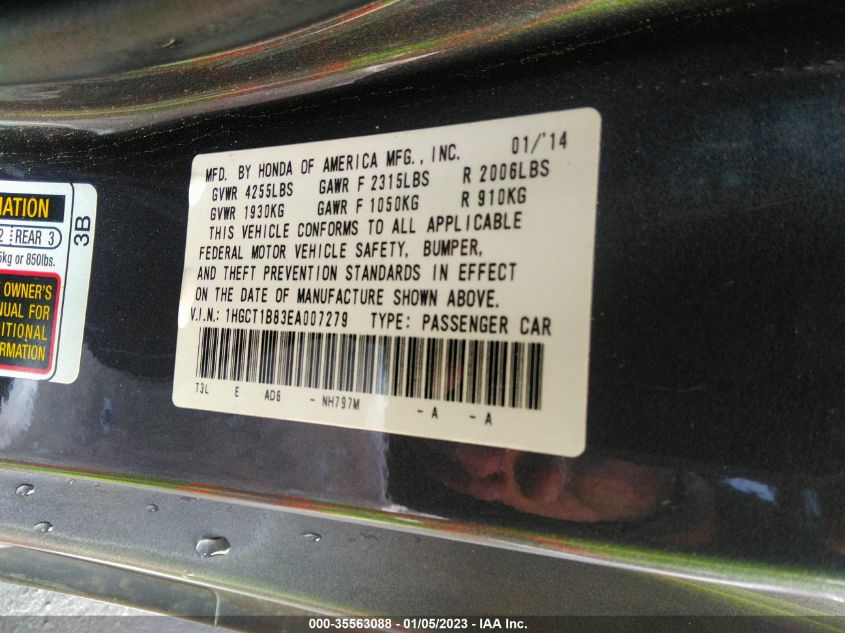 MFD. BY HONDA OF AMERICA MFG., INC. 01/'14
GVWR 4255LBS GAWR F 2315LBS R 2006LBS
GVWR 1930KG GAWR F 1050KG R 910KG
THIS VEHICLE CONFORMS TO ALL APPLICABLE
FEDERAL MOTOR VEHICLE SAFETY, BUMPER,
AND THEFT PREVENTION STANDARDS IN EFFECT
ON THE DATE OF MANUFACTURE SHOWN ABOVE.
V.I.N.: 1HGCT1B83EA007279 TYPE: PASSENGER CAR
T3L E AD6 - NH797M - A - A
MATION
2 REAR 3
5kg or 850lbs.
3B
OWNER'S
NUAL FOR
ITIONAL
RMATION
000-35563088 - 01/05/2023 - IAA Inc.